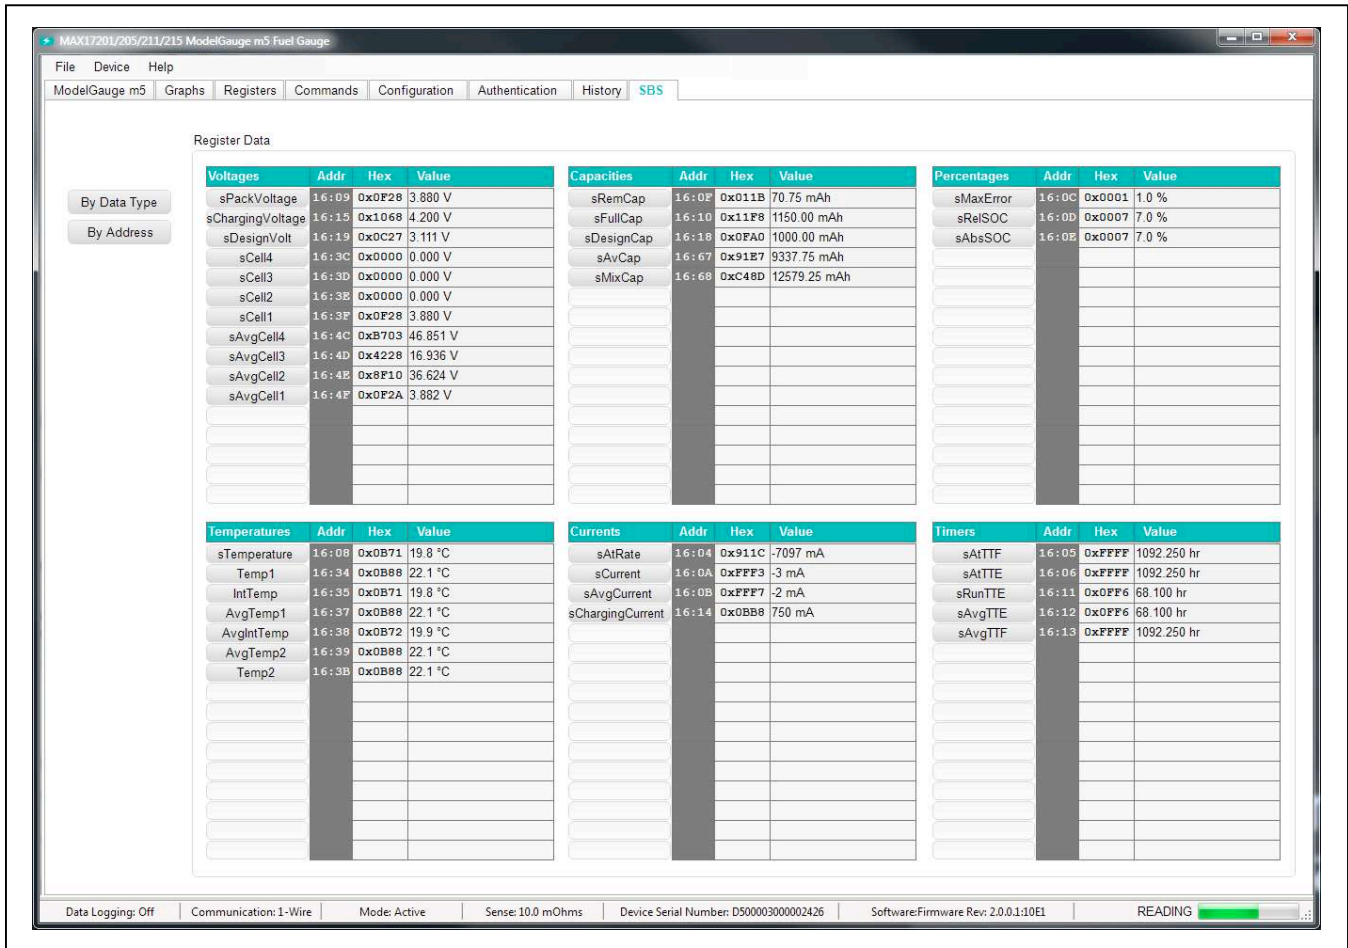 MAX17201/205/211/215 ModelGauge m5 Fuel Gauge
File Device Help
ModelGauge m5 Graphs Registers Commands Configuration Authentication History SBS
Register Data
By Data Type
By Address
Voltages Addr Hex Value
sPackVoltage 16:09 0x0F28 3.880 V
sChargingVoltage 16:15 0x1068 4.200 V
sDesignVolt 16:19 0x0C27 3.111 V
sCell4 16:3C 0x0000 0.000 V
sCell3 16:3D 0x0000 0.000 V
sCell2 16:3E 0x0000 0.000 V
sCell1 16:3F 0x0F28 3.880 V
sAvgCell4 16:4C 0xB703 46.851 V
sAvgCell3 16:4D 0x4228 16.936 V
sAvgCell2 16:4E 0x8F10 36.624 V
sAvgCell1 16:4F 0x0F2A 3.882 V
Capacities Addr Hex Value
sRemCap 16:0F 0x011B 70.75 mAh
sFullCap 16:10 0x11F8 1150.00 mAh
sDesignCap 16:18 0x0FA0 1000.00 mAh
sAvCap 16:67 0x91E7 9337.75 mAh
sMixCap 16:68 0xC48D 12579.25 mAh
Percentages Addr Hex Value
sMaxError 16:0C 0x0001 1.0 %
sRelSOC 16:0D 0x0007 7.0 %
sAbsSOC 16:0E 0x0007 7.0 %
Temperatures Addr Hex Value
sTemperature 16:08 0x0B71 19.8 °C
Temp1 16:34 0x0B88 22.1 °C
IntTemp 16:35 0x0B71 19.8 °C
AvgTemp1 16:37 0x0B88 22.1 °C
AvgIntTemp 16:38 0x0B72 19.9 °C
AvgTemp2 16:39 0x0B88 22.1 °C
Temp2 16:3B 0x0B88 22.1 °C
Currents Addr Hex Value
sAtRate 16:04 0x911C -7097 mA
sCurrent 16:0A 0xFFF3 -3 mA
sAvgCurrent 16:0B 0xFFF7 -2 mA
sChargingCurrent 16:14 0x0BB8 750 mA
Timers Addr Hex Value
sAtTTF 16:05 0xFFFF 1092.250 hr
sAtTTE 16:06 0xFFFF 1092.250 hr
sRunTTE 16:11 0x0FF6 68.100 hr
sAvgTTE 16:12 0x0FF6 68.100 hr
sAvgTTF 16:13 0xFFFF 1092.250 hr
Data Logging: Off Communication: 1-Wire Mode: Active Sense: 10.0 mOhms Device Serial Number: D500003000002426 Software:Firmware Rev: 2.0.0.1:10E1 READING